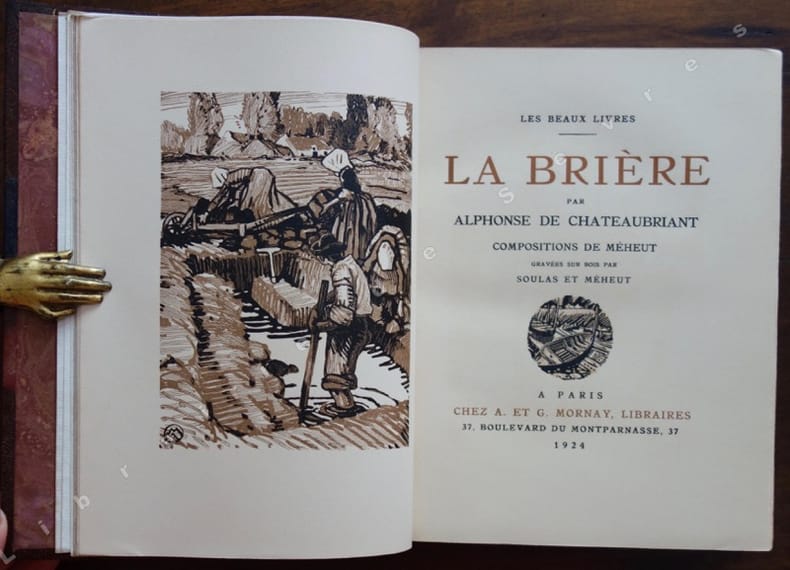 LES BEAUX LIVRES
LA BRIÈRE
PAR
ALPHONSE DE CHATEAUBRIANT
COMPOSITIONS DE MÉHEUT
GRAVÉES SUR BOIS PAR
SOULAS ET MÉHEUT
A PARIS
CHEZ A. ET G. MORNAY, LIBRAIRES
37, BOULEVARD DU MONTPARNASSE, 37
1924